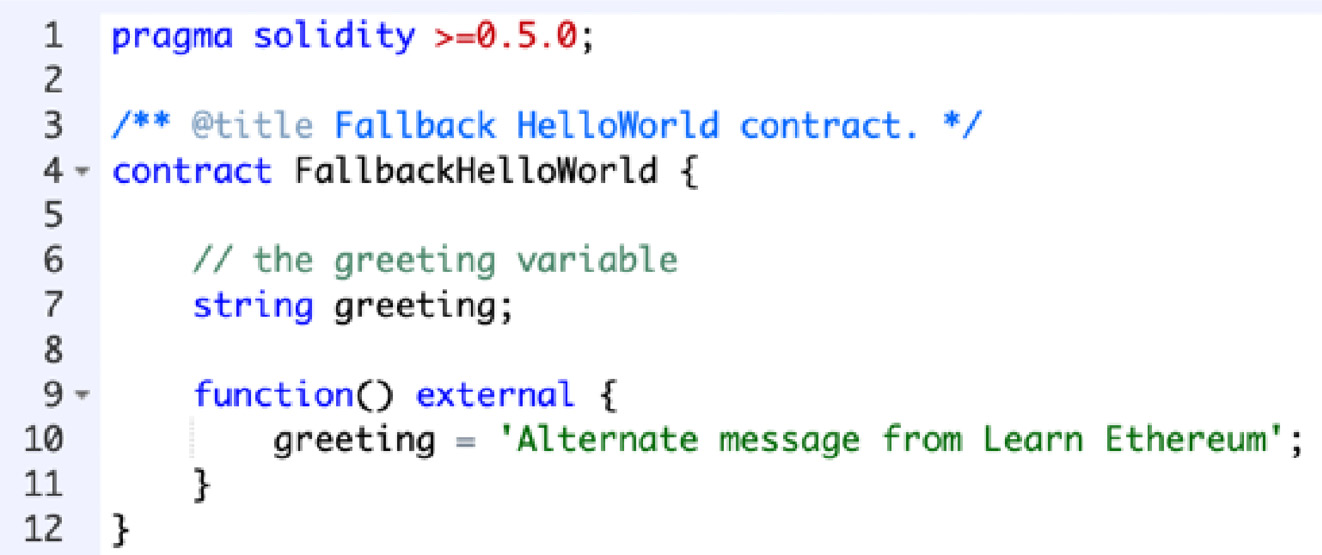 1 pragma solidity >=0.5.0;
2
3 /** @title Fallback HelloWorld contract. */
4 contract FallbackHelloWorld {
5
6 // the greeting variable
7 string greeting;
8
9 function() external {
10 greeting = 'Alternate message from Learn Ethereum';
11 }
12 }